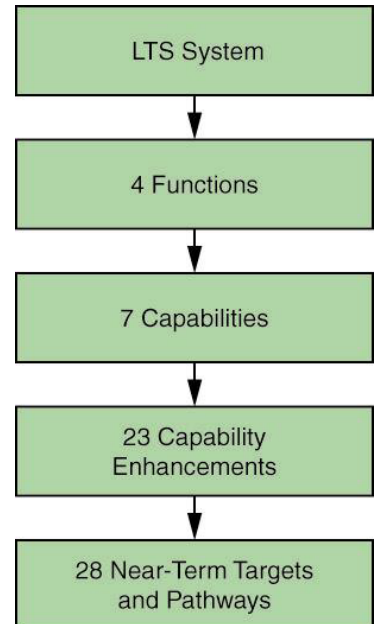 LTS System
4 Functions
7 Capabilities
23 Capability
Enhancements
28 Near-Term Targets
and Pathways